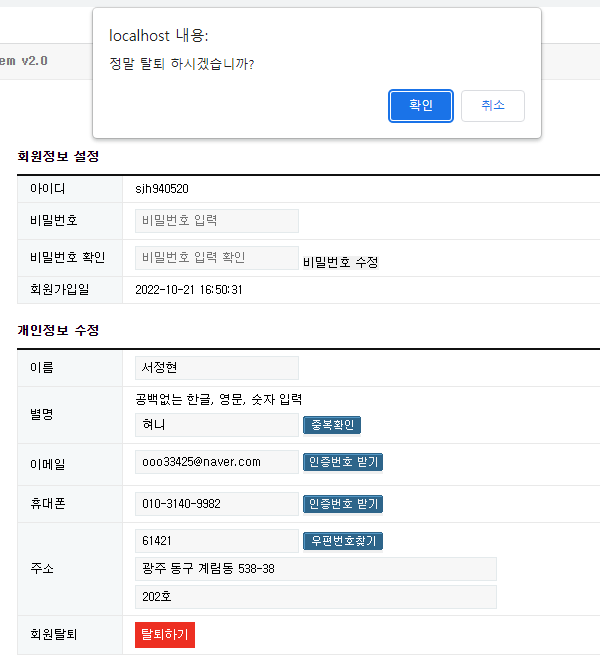 localhost 내용:
정말 탈퇴 하시겠습니까?
확인 취소
em v2.0
회원정보 설정
아이디 sjh940520
비밀번호 비밀번호 입력
비밀번호 확인 비밀번호 입력 확인 비밀번호 수정
회원가입일 2022-10-21 16:50:31
개인정보 수정
이름 서정현
공백없는 한글, 영문, 숫자 입력
별명 혀니 중복확인
이메일 ooo33425@naver.com 인증번호 받기
휴대폰 010-3140-9982 인증번호 받기
61421 우편번호찾기
주소 광주 동구 계림동 538-38
202호
회원탈퇴 탈퇴하기